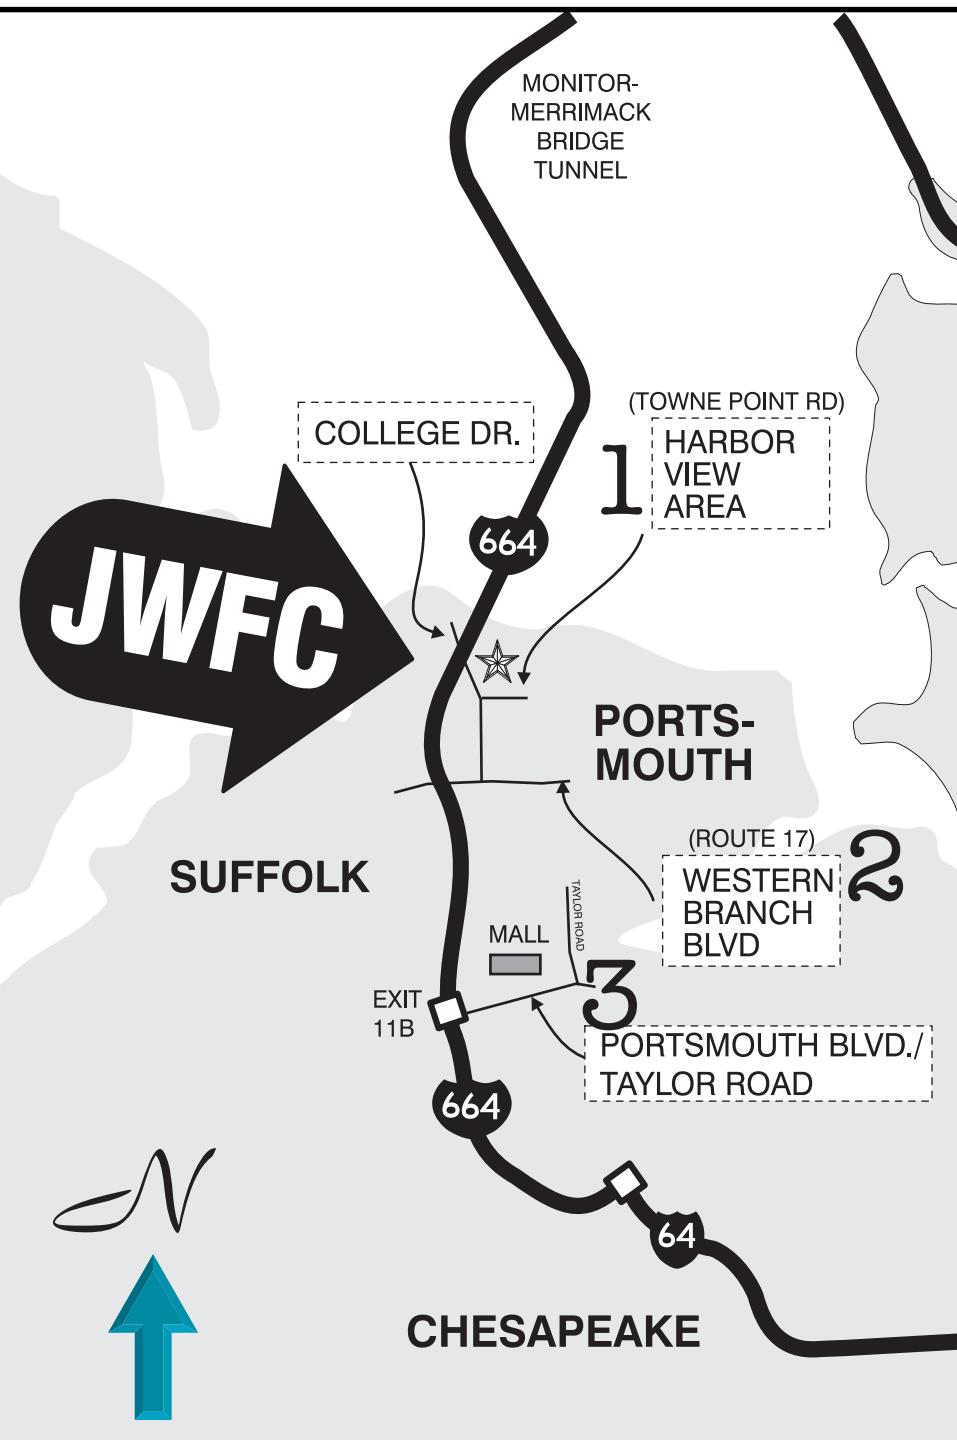 MONITOR-
MERRIMACK
BRIDGE
TUNNEL
(TOWNE POINT RD)
1
HARBOR
VIEW
AREA
COLLEGE DR.
664
JWFC
PORTS-
MOUTH
SUFFOLK
(ROUTE 17)
2
WESTERN
BRANCH
BLVD
TAYLOR ROAD
MALL
3
EXIT
11B
PORTSMOUTH BLVD./
TAYLOR ROAD
664
N
64
CHESAPEAKE